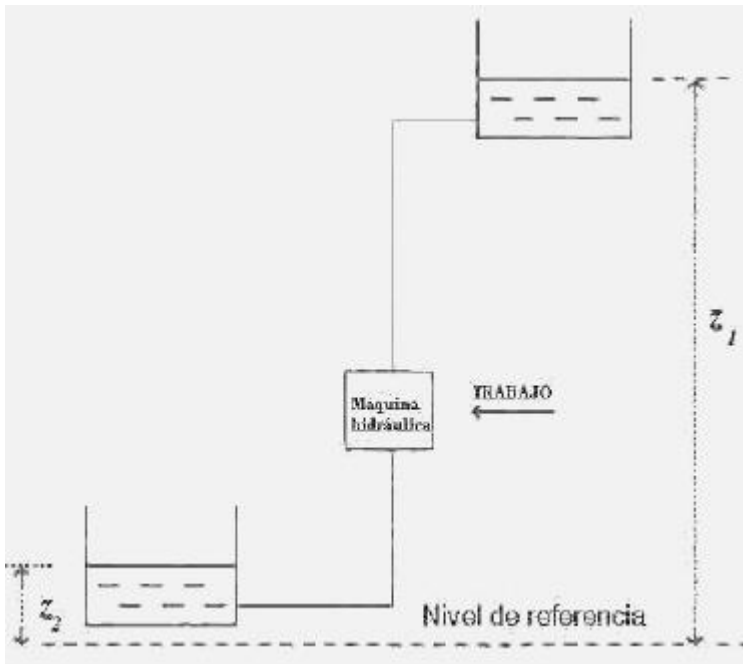 z₁
Maquina
hidráulica
TRABAJO
Z₂
Nivel de referencia